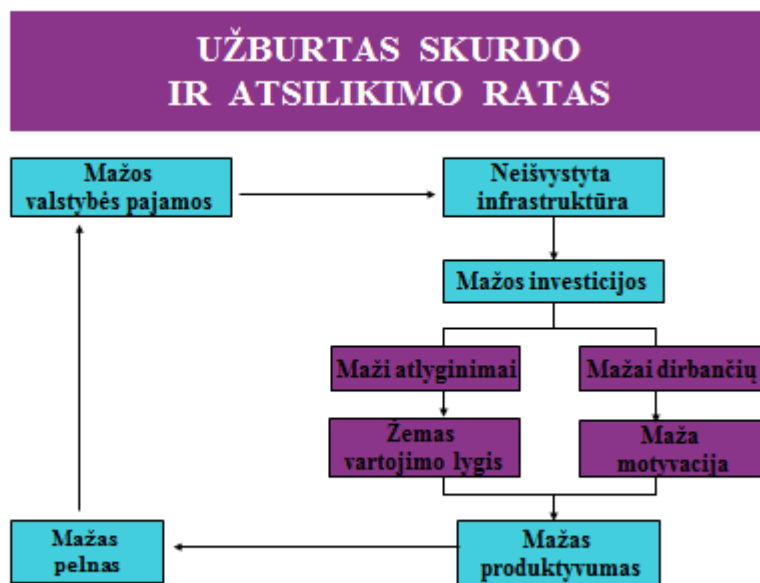 UŽBURTAS SKURDO
IR ATSILIKIMO RATAS
Mažos
valstybės pajamos
Neišvystyta
infrastruktūra
Mažos investicijos
Maži atlyginimai
Mažai dirbančių
Žemas
vartojimo lygis
Maža
motyvacija
Mažas
pelnas
Mažas
produktyvumas